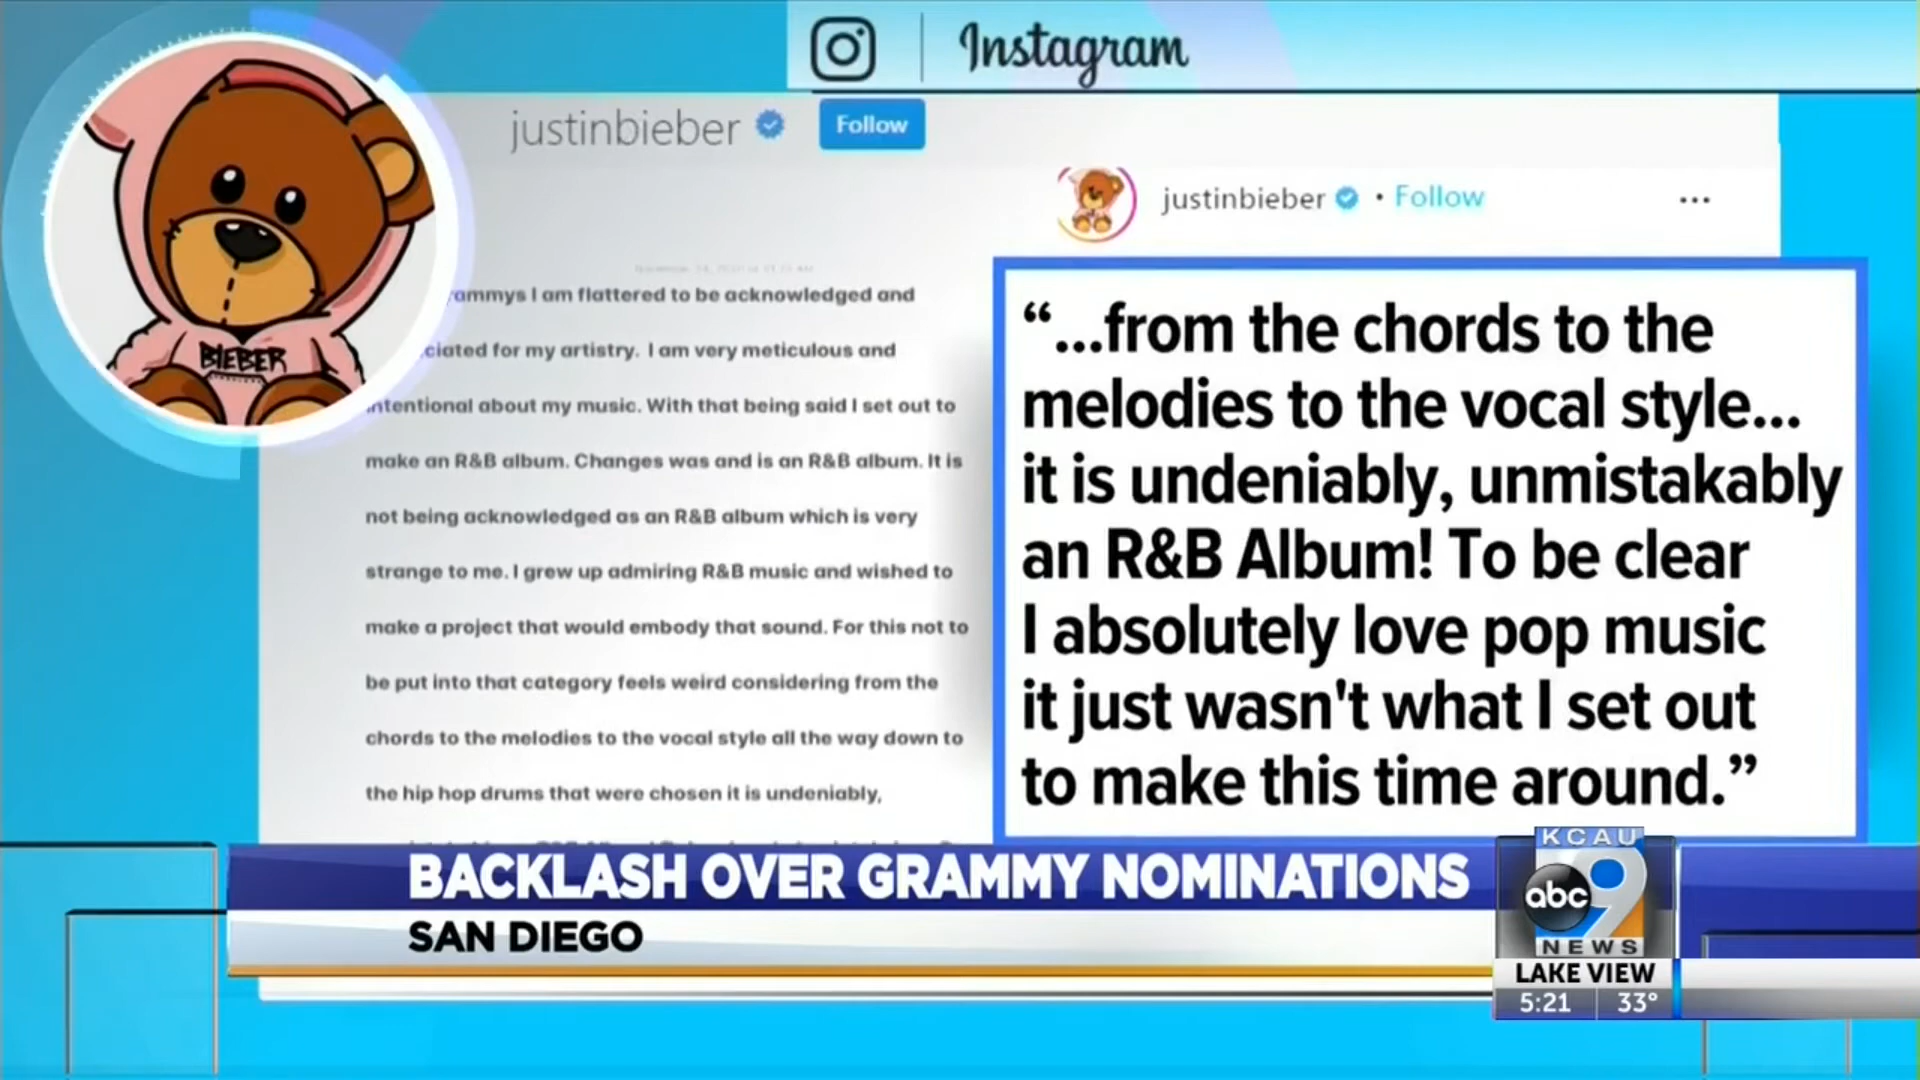 Instagram
justinbieber
Follow
justinbieber • Follow
...
BIEBER
ammys I am flattered to be acknowledged and
ciated for my artistry. I am very meticulous and
intentional about my music. With that being said I set out to
make an R&B album. Changes was and is an R&B album. It is
not being acknowledged as an R&B album which is very
strange to me. I grew up admiring R&B music and wished to
make a project that would embody that sound. For this not to
be put into that category feels weird considering from the
chords to the melodies to the vocal style all the way down to
the hip hop drums that were chosen it is undeniably,
“...from the chords to the
melodies to the vocal style...
it is undeniably, unmistakably
an R&B Album! To be clear
I absolutely love pop music
it just wasn't what I set out
to make this time around.”
BACKLASH OVER GRAMMY NOMINATIONS
SAN DIEGO
KCAU
abc 9
NEWS
LAKE VIEW
5:21 33°